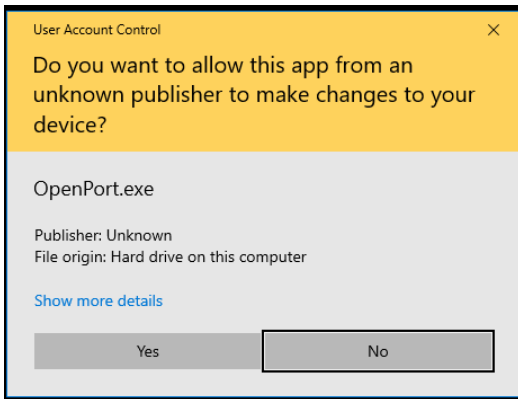 User Account Control
Do you want to allow this app from an
unknown publisher to make changes to your
device?
OpenPort.exe
Publisher: Unknown
File origin: Hard drive on this computer
Show more details
Yes
No